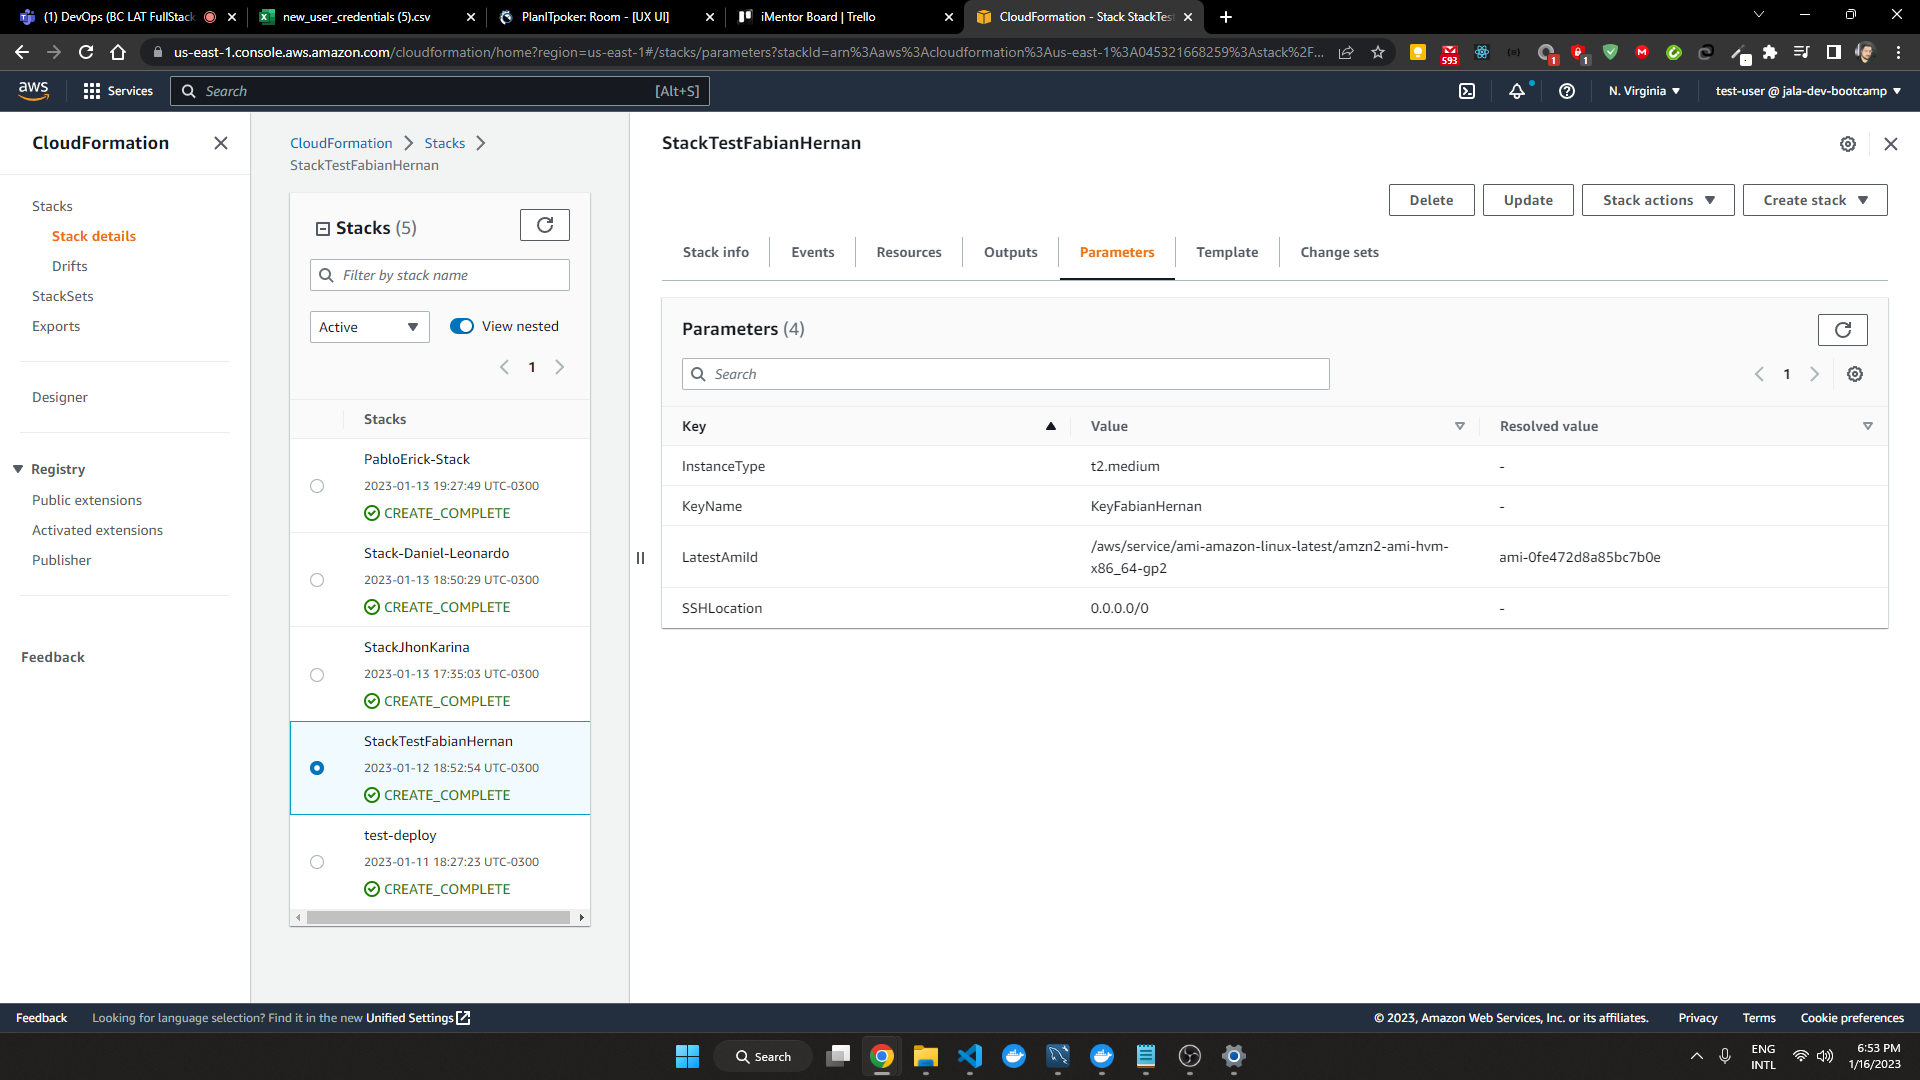 (1) DevOps (BC LAT FullStack
new_user_credentials (5).csv
PlanITpoker: Room - [UX UI]
iMentor Board | Trello
CloudFormation - Stack StackTes
us-east-1.console.aws.amazon.com/cloudformation/home?region=us-east-1#/stacks/parameters?stackId=arn%3Aaws%3Acloudformation%3Aus-east-1%3A045321668259%3Astack%2F...
593
1
1
aws
Services
Search
[Alt+S]
N. Virginia
test-user @ jala-dev-bootcamp
CloudFormation
Stacks
Stack details
Drifts
StackSets
Exports
Designer
Registry
Public extensions
Activated extensions
Publisher
Feedback
CloudFormation
Stacks
StackTestFabianHernan
Stacks (5)
Filter by stack name
Active
View nested
1
Stacks
PabloErick-Stack
2023-01-13 19:27:49 UTC-0300
CREATE_COMPLETE
Stack-Daniel-Leonardo
2023-01-13 18:50:29 UTC-0300
CREATE_COMPLETE
StackJhonKarina
2023-01-13 17:35:03 UTC-0300
CREATE_COMPLETE
StackTestFabianHernan
2023-01-12 18:52:54 UTC-0300
CREATE_COMPLETE
test-deploy
2023-01-11 18:27:23 UTC-0300
CREATE_COMPLETE
StackTestFabianHernan
Delete
Update
Stack actions
Create stack
Stack info
Events
Resources
Outputs
Parameters
Template
Change sets
Parameters (4)
Search
1
Key
Value
Resolved value
InstanceType
t2.medium
-
KeyName
KeyFabianHernan
-
LatestAmiId
/aws/service/ami-amazon-linux-latest/amzn2-ami-hvm-
x86_64-gp2
ami-0fe472d8a85bc7b0e
SSHLocation
0.0.0.0/0
-
Feedback
Looking for language selection? Find it in the new Unified Settings
© 2023, Amazon Web Services, Inc. or its affiliates.
Privacy
Terms
Cookie preferences
Search
ENG
INTL
6:53 PM
1/16/2023